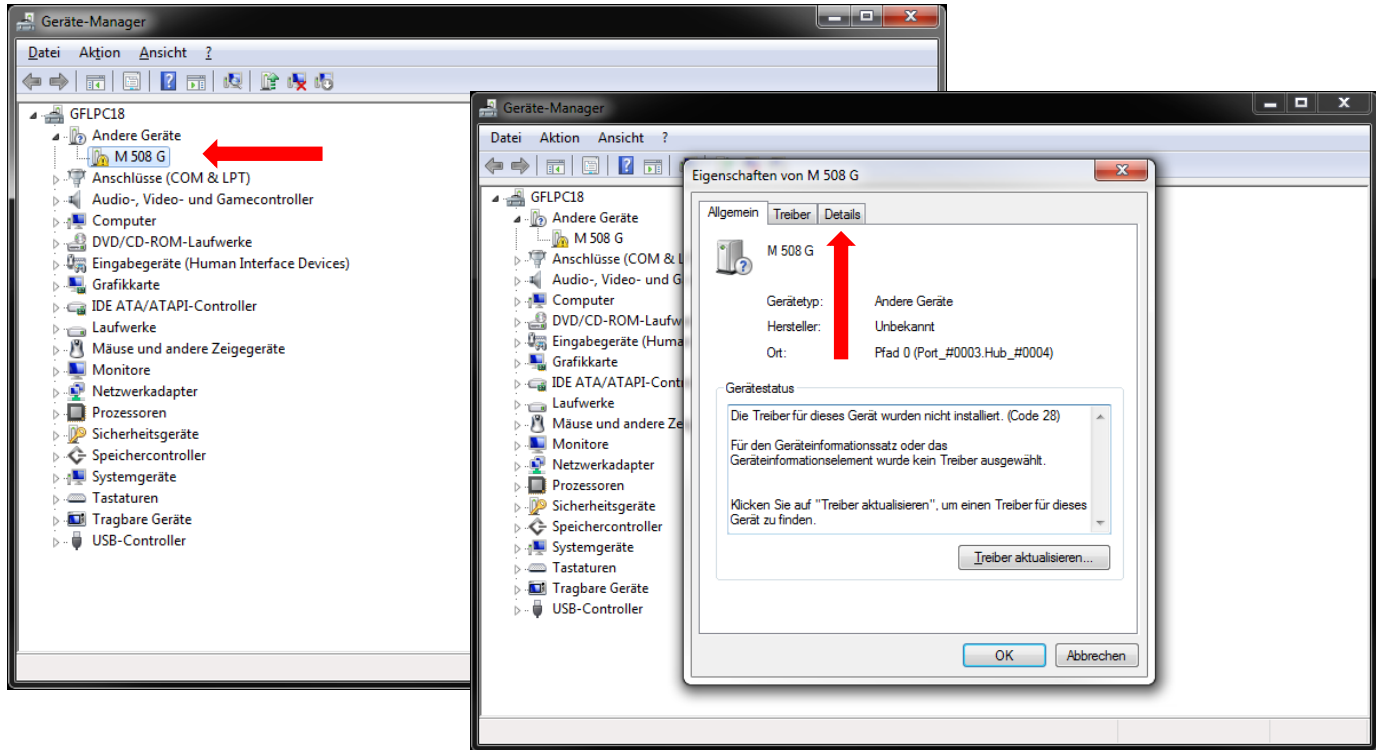 Geräte-Manager
Datei Aktion Ansicht ?
GFLPC18
Andere Geräte
M 508 G
Anschlüsse (COM & LPT)
Audio-, Video- und Gamecontroller
Computer
DVD/CD-ROM-Laufwerke
Eingabegeräte (Human Interface Devices)
Grafikkarte
IDE ATA/ATAPI-Controller
Laufwerke
Mäuse und andere Zeigegeräte
Monitore
Netzwerkadapter
Prozessoren
Sicherheitsgeräte
Speichercontroller
Systemgeräte
Tastaturen
Tragbare Geräte
USB-Controller
Geräte-Manager
Datei Aktion Ansicht ?
GFLPC18
Andere Geräte
M 508 G
Anschlüsse (COM & L
Audio-, Video- und G
Computer
DVD/CD-ROM-Laufw
Eingabegeräte (Huma
Grafikkarte
IDE ATA/ATAPI-Contr
Laufwerke
Mäuse und andere Ze
Monitore
Netzwerkadapter
Prozessoren
Sicherheitsgeräte
Speichercontroller
Systemgeräte
Tastaturen
Tragbare Geräte
USB-Controller
Eigenschaften von M 508 G
Allgemein Treiber Details
M 508 G
Gerätetyp: Andere Geräte
Hersteller: Unbekannt
Ort: Pfad 0 (Port_#0003.Hub_#0004)
Gerätestatus
Die Treiber für dieses Gerät wurden nicht installiert. (Code 28)
Für den Geräteinformationssatz oder das
Geräteinformationselement wurde kein Treiber ausgewählt.
Klicken Sie auf "Treiber aktualisieren", um einen Treiber für dieses
Gerät zu finden.
Treiber aktualisieren...
OK Abbrechen